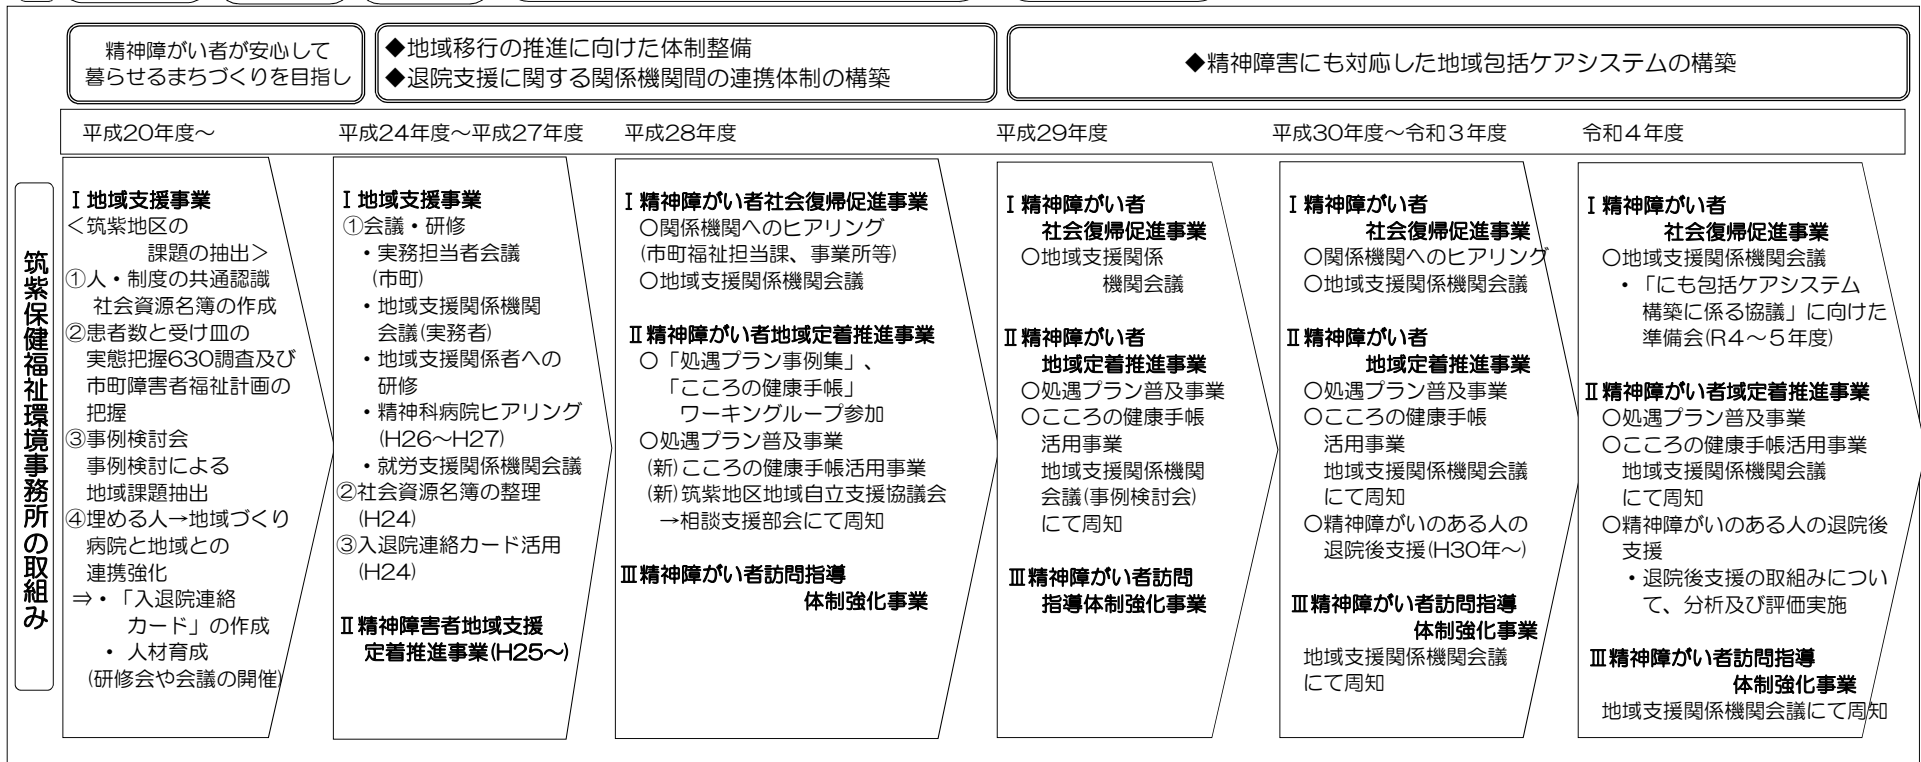 精神障がい者が安心して
暮らせるまちづくりを目指し
◆地域移行の推進に向けた体制整備
◆退院支援に関する関係機関間の連携体制の構築
◆精神障害にも対応した地域包括ケアシステムの構築
平成20年度～
平成24年度～平成27年度
平成28年度
平成29年度
平成30年度～令和３年度
令和４年度
筑紫保健福祉環境事務所の取組み
Ⅰ地域支援事業
＜筑紫地区の
課題の抽出＞
①人・制度の共通認識
社会資源名簿の作成
②患者数と受け皿の
実態把握630調査及び
市町障害者福祉計画の
把握
③事例検討会
事例検討による
地域課題抽出
④埋める人→地域づくり
病院と地域との
連携強化
⇒・「入退院連絡
カード」の作成
・ 人材育成
(研修会や会議の開催)
Ⅰ地域支援事業
①会議・研修
・実務担当者会議
(市町)
・地域支援関係機関
会議(実務者)
・地域支援関係者への
研修
・精神科病院ヒアリング
(H26～H27)
・就労支援関係機関会議
②社会資源名簿の整理
(H24)
③入退院連絡カード活用
(H24)
Ⅱ精神障害者地域支援
定着推進事業(H25～)
Ⅰ精神障がい者社会復帰促進事業
○関係機関へのヒアリング
(市町福祉担当課、事業所等)
○地域支援関係機関会議
Ⅱ精神障がい者地域定着推進事業
○「処遇プラン事例集」、
「こころの健康手帳」
ワーキンググループ参加
○処遇プラン普及事業
(新)こころの健康手帳活用事業
(新)筑紫地区地域自立支援協議会
→相談支援部会にて周知
Ⅲ精神障がい者訪問指導
体制強化事業
Ⅰ精神障がい者
社会復帰促進事業
○地域支援関係
機関会議
Ⅱ精神障がい者
地域定着推進事業
○処遇プラン普及事業
○こころの健康手帳
活用事業
地域支援関係機関
会議(事例検討会)
にて周知
Ⅲ精神障がい者訪問
指導体制強化事業
Ⅰ精神障がい者
社会復帰促進事業
○関係機関へのヒアリング
○地域支援関係機関会議
Ⅱ精神障がい者
地域定着推進事業
○処遇プラン普及事業
○こころの健康手帳
活用事業
地域支援関係機関会議
にて周知
○精神障がいのある人の
退院後支援(H30年～)
Ⅲ精神障がい者訪問指導
体制強化事業
地域支援関係機関会議
にて周知
Ⅰ精神障がい者
社会復帰促進事業
○地域支援関係機関会議
・「にも包括ケアシステム
構築に係る協議」に向けた
準備会(R４～５年度)
Ⅱ精神障がい者域定着推進事業
○処遇プラン普及事業
○こころの健康手帳活用事業
地域支援関係機関会議
にて周知
○精神障がいのある人の退院後
支援
・退院後支援の取組みについ
て、分析及び評価実施
Ⅲ精神障がい者訪問指導
体制強化事業
地域支援関係機関会議にて周知